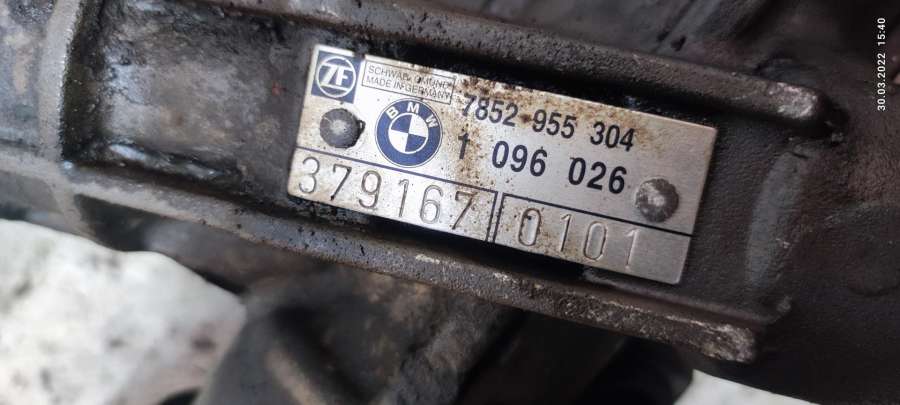 ZF
SCHWÄB. GMÜND
MADE IN GERMANY
BMW
7852 955 304
1 096 026
379167 0101
30.03.2022 15:40